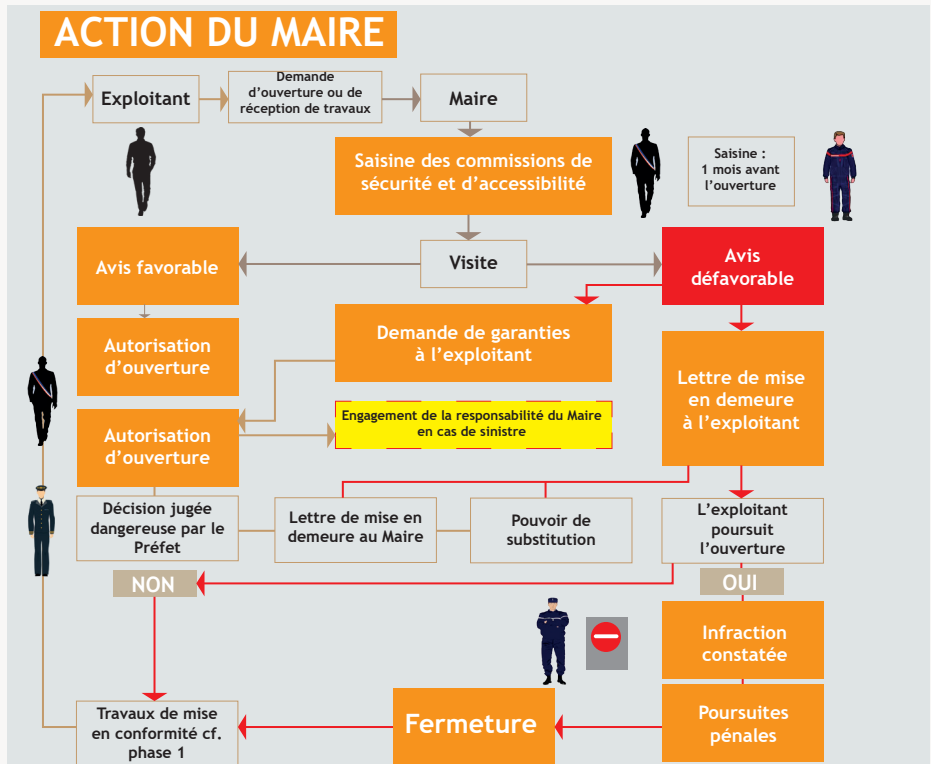 ACTION DU MAIRE
Exploitant
Demande
d'ouverture ou de
réception de travaux
Maire
Saisine des commissions de
sécurité et d'accessibilité
Saisine :
1 mois avant
l'ouverture
Avis favorable
Visite
Avis
défavorable
Autorisation
d'ouverture
Demande de garanties
à l'exploitant
Lettre de mise
en demeure
à l'exploitant
Autorisation
d'ouverture
Engagement de la responsabilité du Maire
en cas de sinistre
Décision jugée
dangereuse par le
Préfet
Lettre de mise en
demeure au Maire
Pouvoir de
substitution
L'exploitant
poursuit
l'ouverture
NON
OUI
Infraction
constatée
Travaux de mise
en conformité cf.
phase 1
Fermeture
Poursuites
pénales